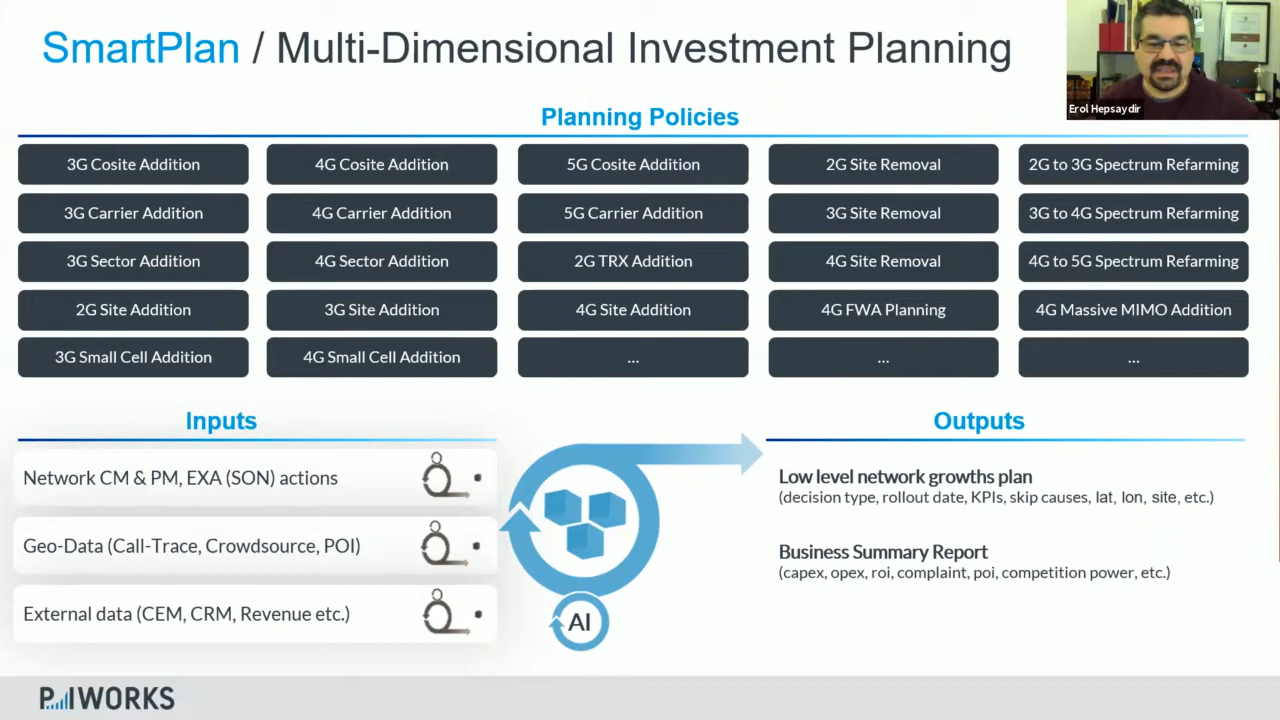 SmartPlan / Multi-Dimensional Investment Planning
Erol Hepsaydir
Planning Policies
3G Cosite Addition
4G Cosite Addition
5G Cosite Addition
2G Site Removal
2G to 3G Spectrum Refarming
3G Carrier Addition
4G Carrier Addition
5G Carrier Addition
3G Site Removal
3G to 4G Spectrum Refarming
3G Sector Addition
4G Sector Addition
2G TRX Addition
4G Site Removal
4G to 5G Spectrum Refarming
2G Site Addition
3G Site Addition
4G Site Addition
4G FWA Planning
4G Massive MIMO Addition
3G Small Cell Addition
4G Small Cell Addition
...
...
...
Inputs
Network CM & PM, EXA (SON) actions
Geo-Data (Call-Trace, Crowdsource, POI)
External data (CEM, CRM, Revenue etc.)
AI
Outputs
Low level network growths plan
(decision type, rollout date, KPIs, skip causes, lat, lon, site, etc.)
Business Summary Report
(capex, opex, roi, complaint, poi, competition power, etc.)
P.I WORKS